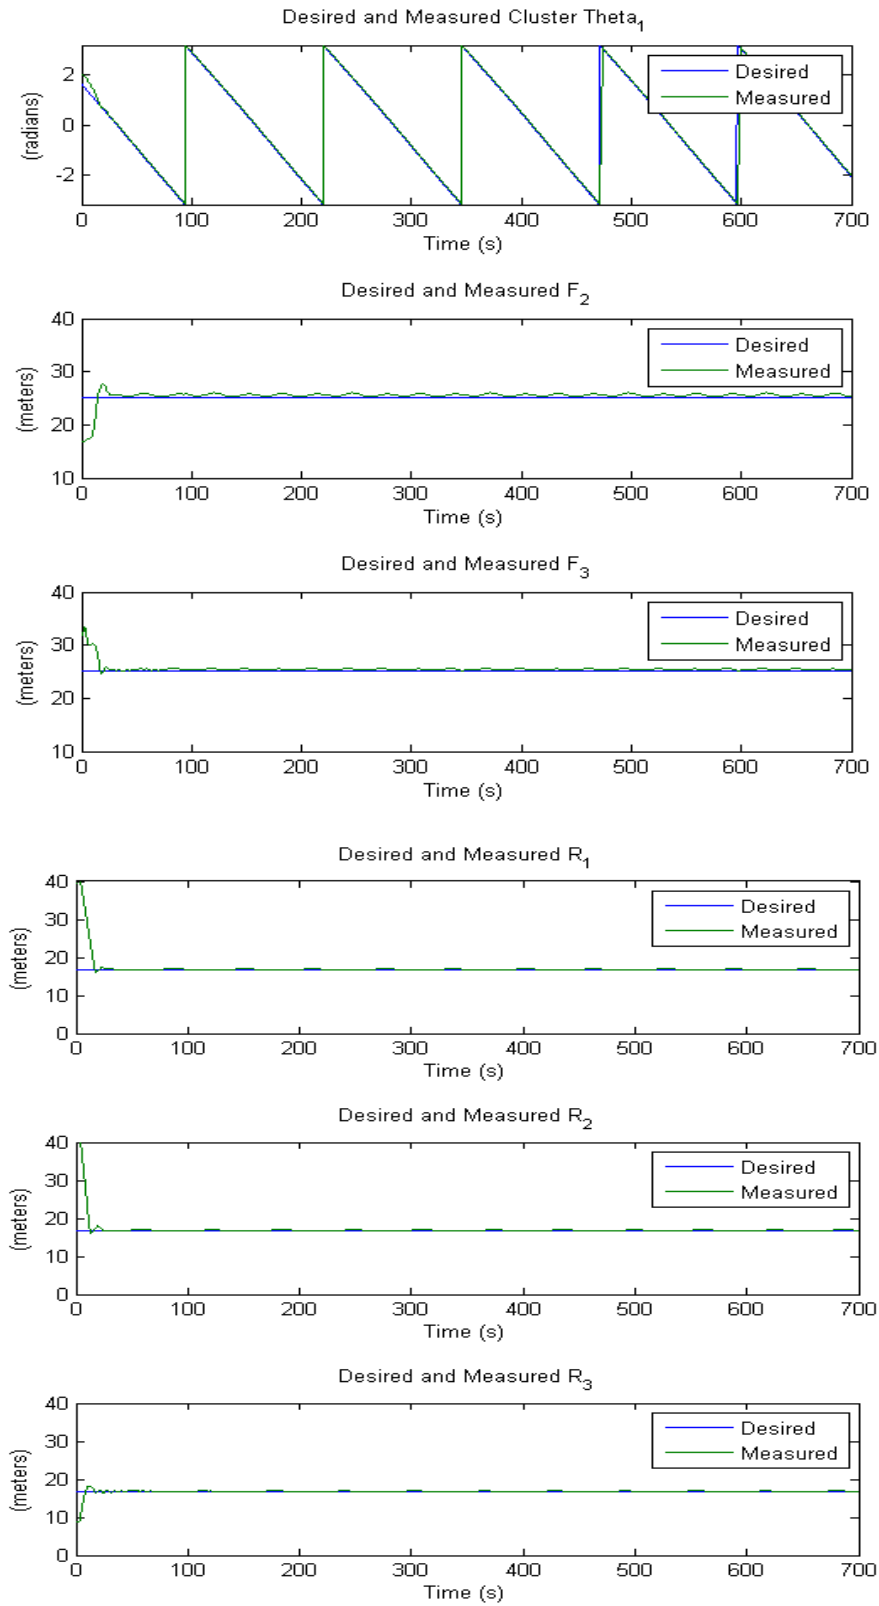 Desired and Measured Cluster Theta1
(radians)
2
0
-2
Desired
Measured
0 100 200 300 400 500 600 700
Time (s)
Desired and Measured F2
(meters)
40
30
20
10
Desired
Measured
0 100 200 300 400 500 600 700
Time (s)
Desired and Measured F3
(meters)
40
30
20
10
Desired
Measured
0 100 200 300 400 500 600 700
Time (s)
Desired and Measured R1
(meters)
40
30
20
10
0
Desired
Measured
0 100 200 300 400 500 600 700
Time (s)
Desired and Measured R2
(meters)
40
30
20
10
0
Desired
Measured
0 100 200 300 400 500 600 700
Time (s)
Desired and Measured R3
(meters)
40
30
20
10
0
Desired
Measured
0 100 200 300 400 500 600 700
Time (s)